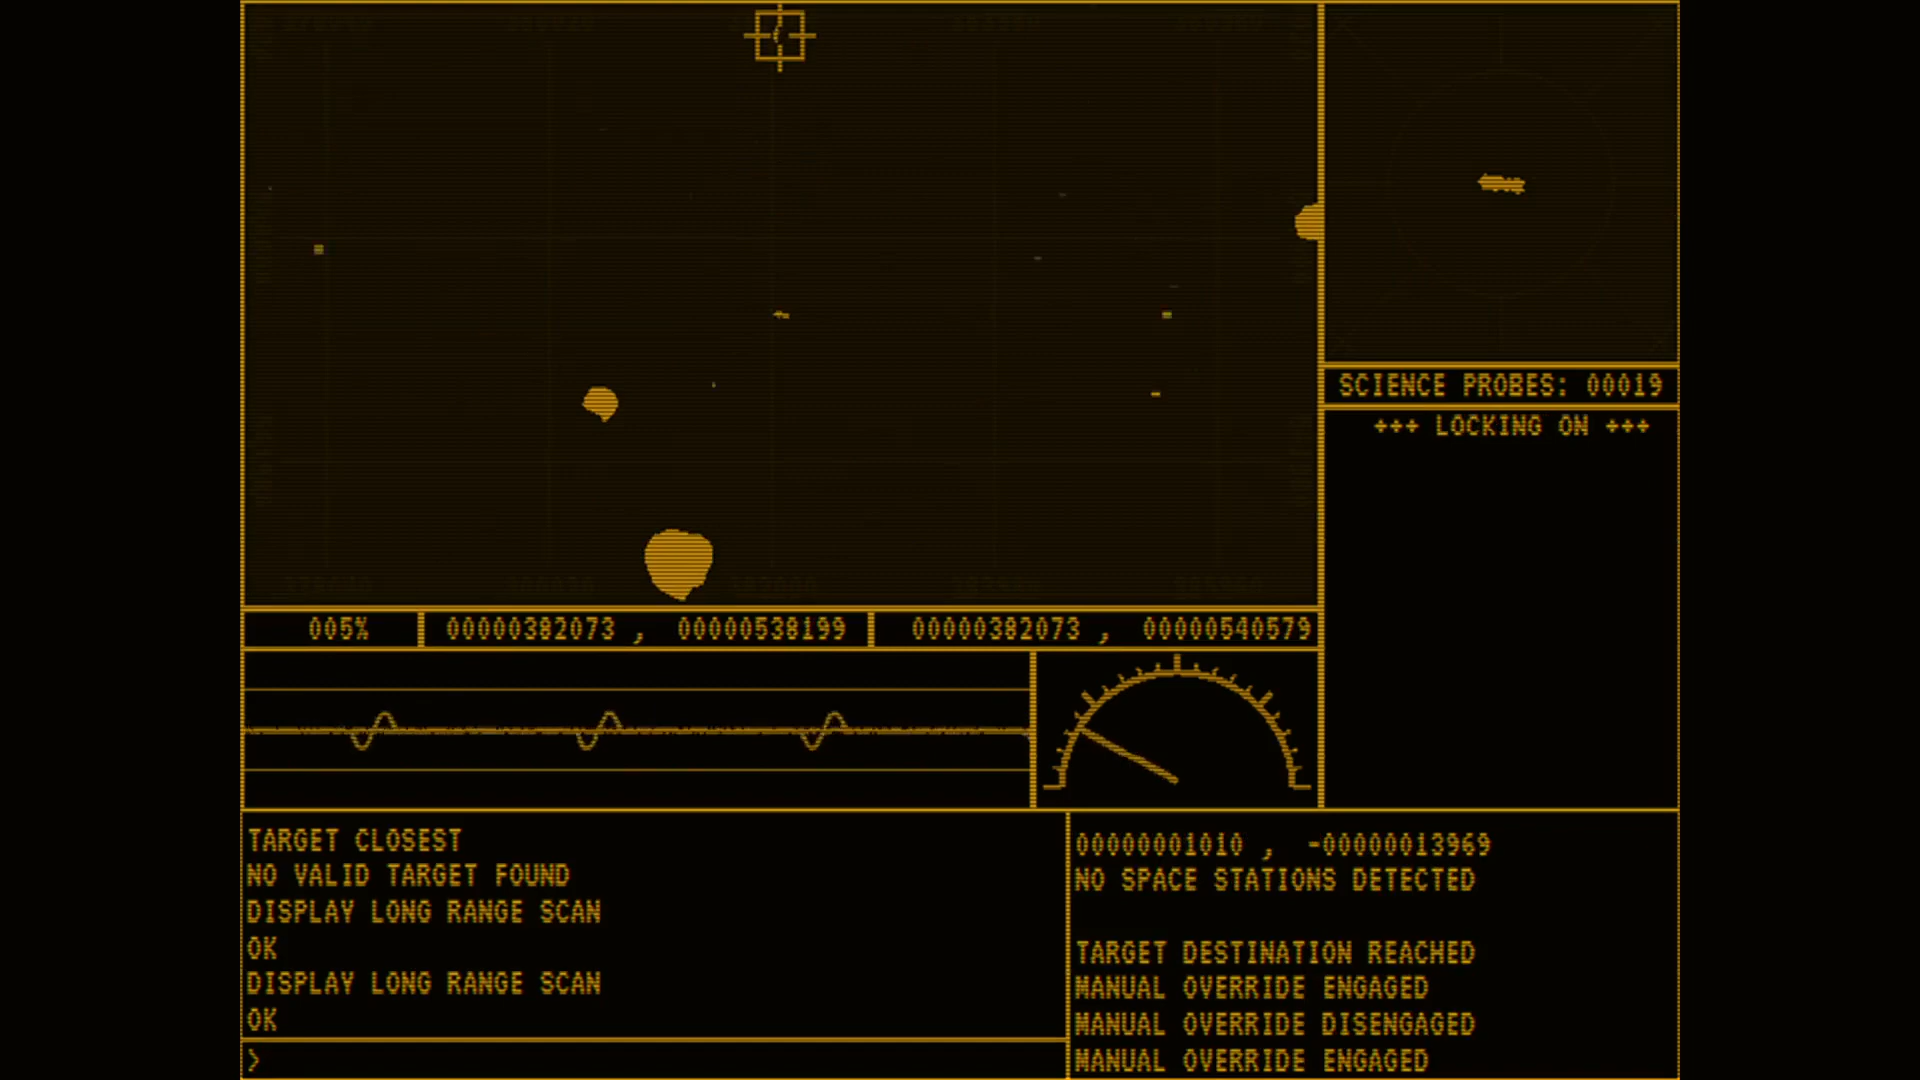 SCIENCE PROBES: 00019
+++ LOCKING ON +++
005% 00000382073 , 00000538199 00000382073 , 00000540579
TARGET CLOSEST
NO VALID TARGET FOUND
DISPLAY LONG RANGE SCAN
OK
DISPLAY LONG RANGE SCAN
OK
>
00000001010 , -00000013969
NO SPACE STATIONS DETECTED
TARGET DESTINATION REACHED
MANUAL OVERRIDE ENGAGED
MANUAL OVERRIDE DISENGAGED
MANUAL OVERRIDE ENGAGED